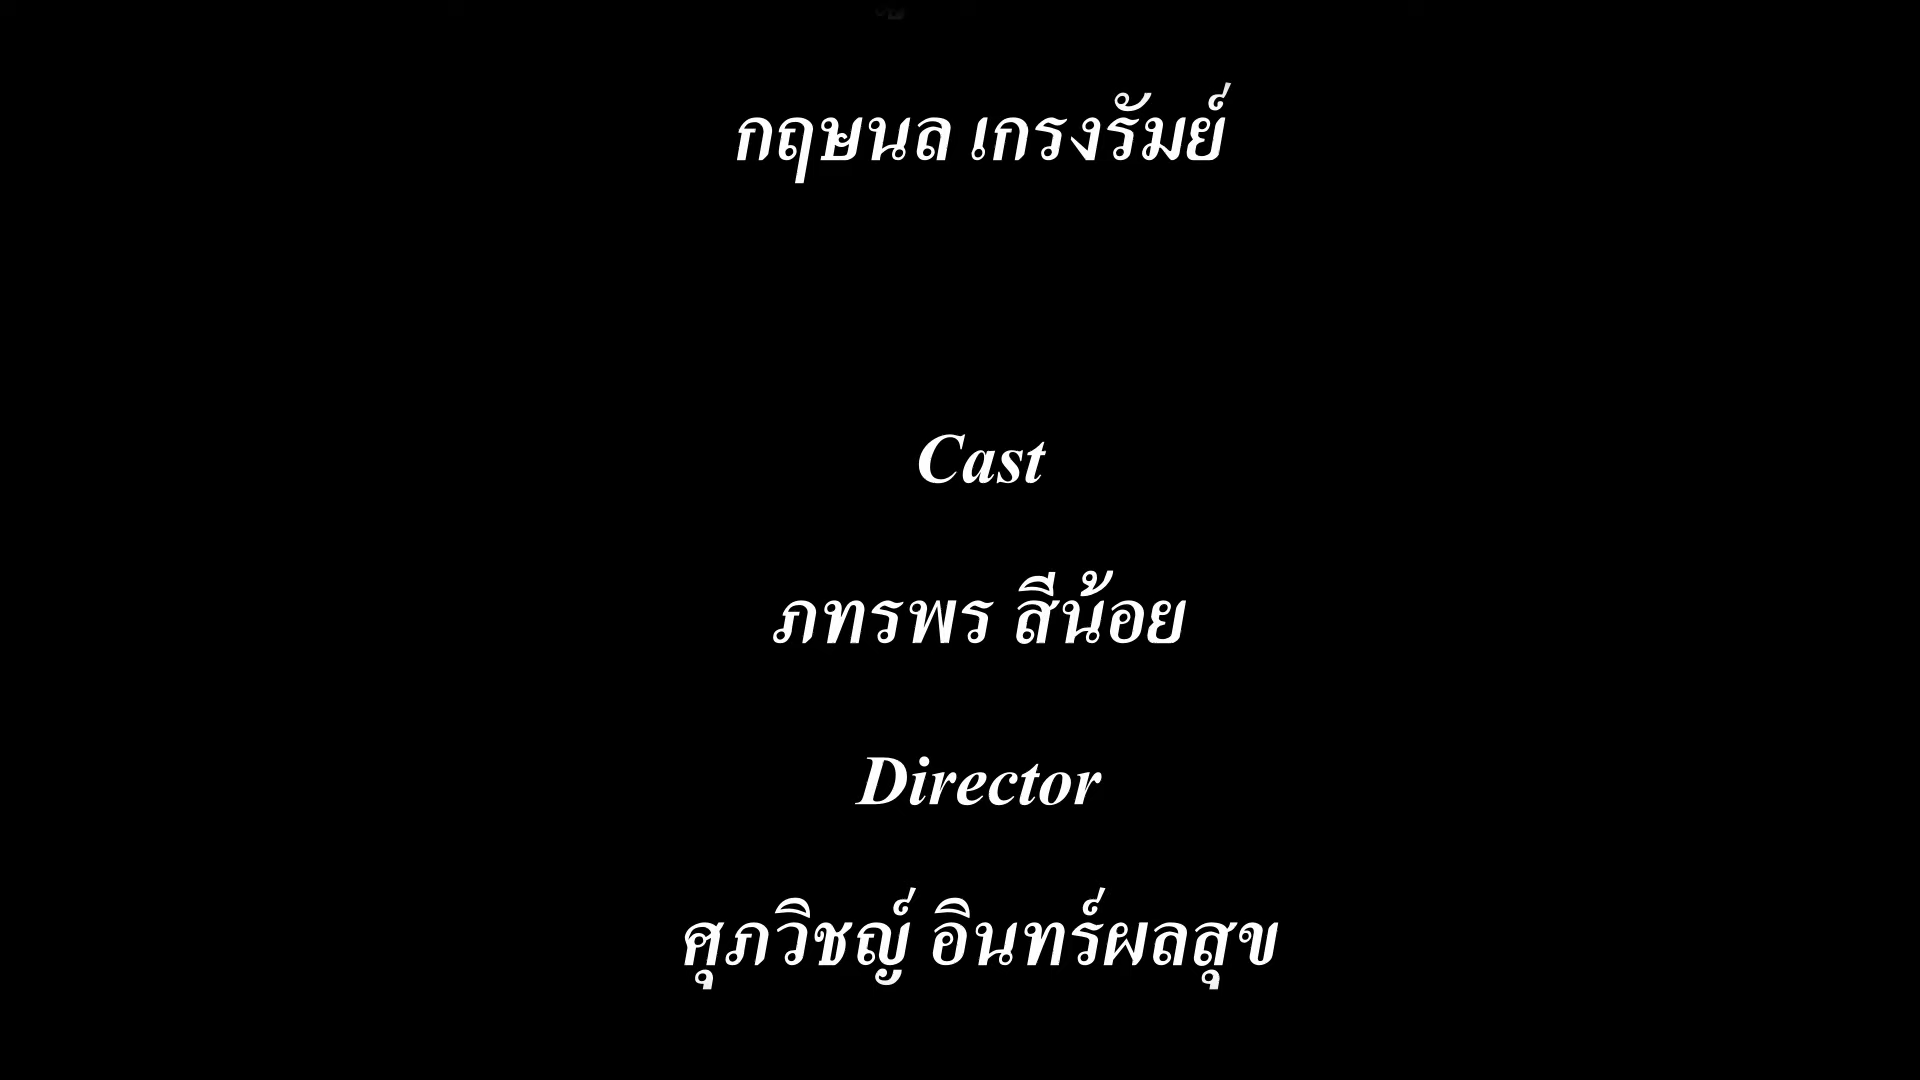 กฤษนล เกรงรัมย์
Cast
ภทรพร สีน้อย
Director
ศุภวิชญ์ อินทร์ผลสุข